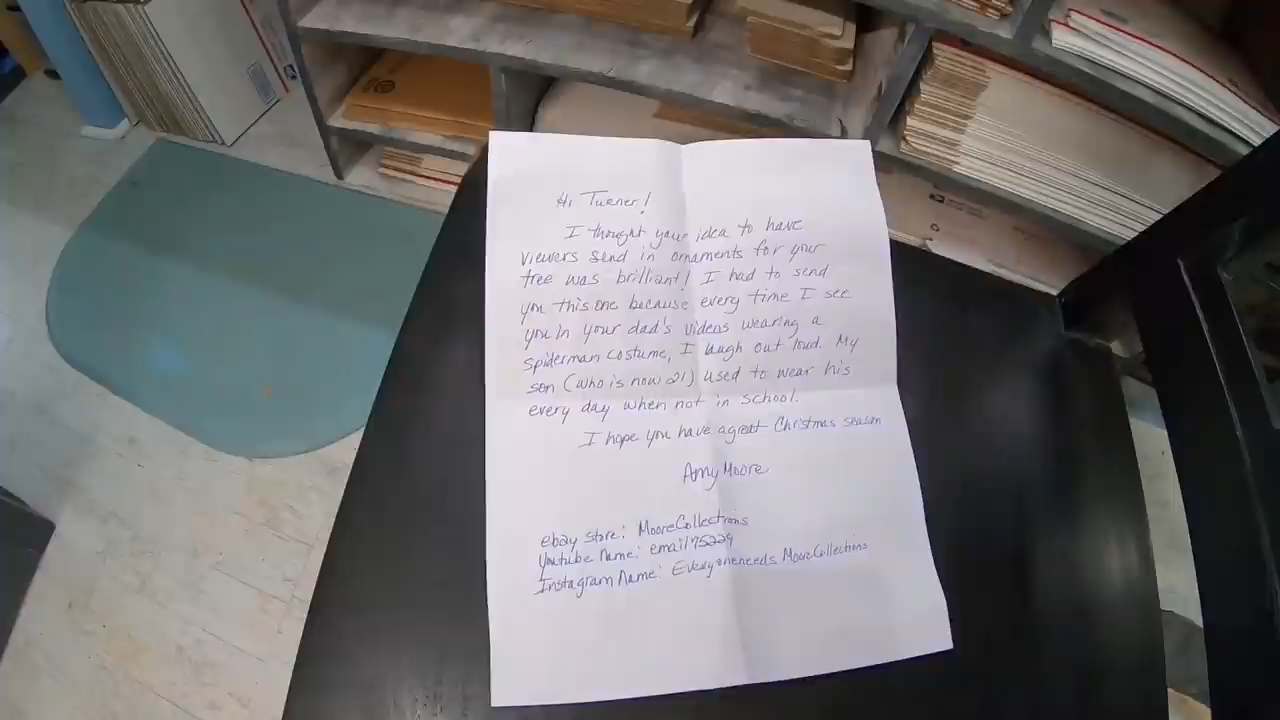 Hi Turner!
I thought your idea to have
viewers send in ornaments for your
tree was brilliant! I had to send
you this one because every time I see
you in your dad's videos wearing a
spiderman costume, I laugh out loud. My
son (who is now 21) used to wear his
every day when not in school.
I hope you have a great Christmas season
Amy Moore
ebay store: MooreCollections
Youtube Name: email75229
Instagram Name: Everyoneneeds MooreCollections